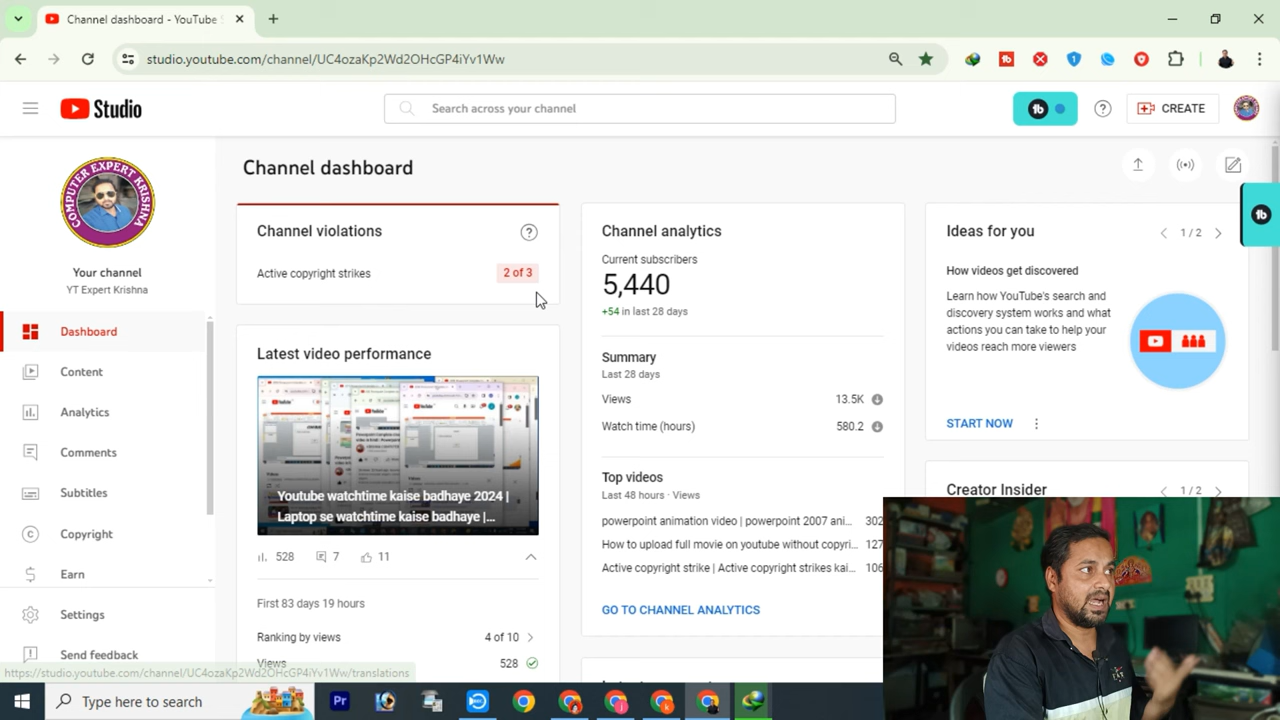 Channel dashboard - YouTube S
studio.youtube.com/channel/UC4ozaKp2Wd2OHcGP4iYv1Ww
Studio
Search across your channel
CREATE
COMPUTER EXPERT KRISHNA
Your channel
YT Expert Krishna
Dashboard
Content
Analytics
Comments
Subtitles
Copyright
Earn
Settings
Send feedback
Channel dashboard
Channel violations
Active copyright strikes 2 of 3
Latest video performance
Youtube watchtime kaise badhaye 2024 |
Laptop se watchtime kaise badhaye |...
528 7 11
First 83 days 19 hours
Ranking by views 4 of 10
Views 528
Channel analytics
Current subscribers
5,440
+54 in last 28 days
Summary
Last 28 days
Views 13.5K
Watch time (hours) 580.2
Top videos
Last 48 hours · Views
powerpoint animation video | powerpoint 2007 ani... 302
How to upload full movie on youtube without copyri... 127
Active copyright strike | Active copyright strikes kai... 106
GO TO CHANNEL ANALYTICS
Ideas for you
1 / 2
How videos get discovered
Learn how YouTube's search and
discovery system works and what
actions you can take to help your
videos reach more viewers
START NOW
Creator Insider 1 / 2
https://studio.youtube.com/channel/UC4ozaKp2Wd2OHcGP4iYv1Ww/translations
Type here to search
Pr